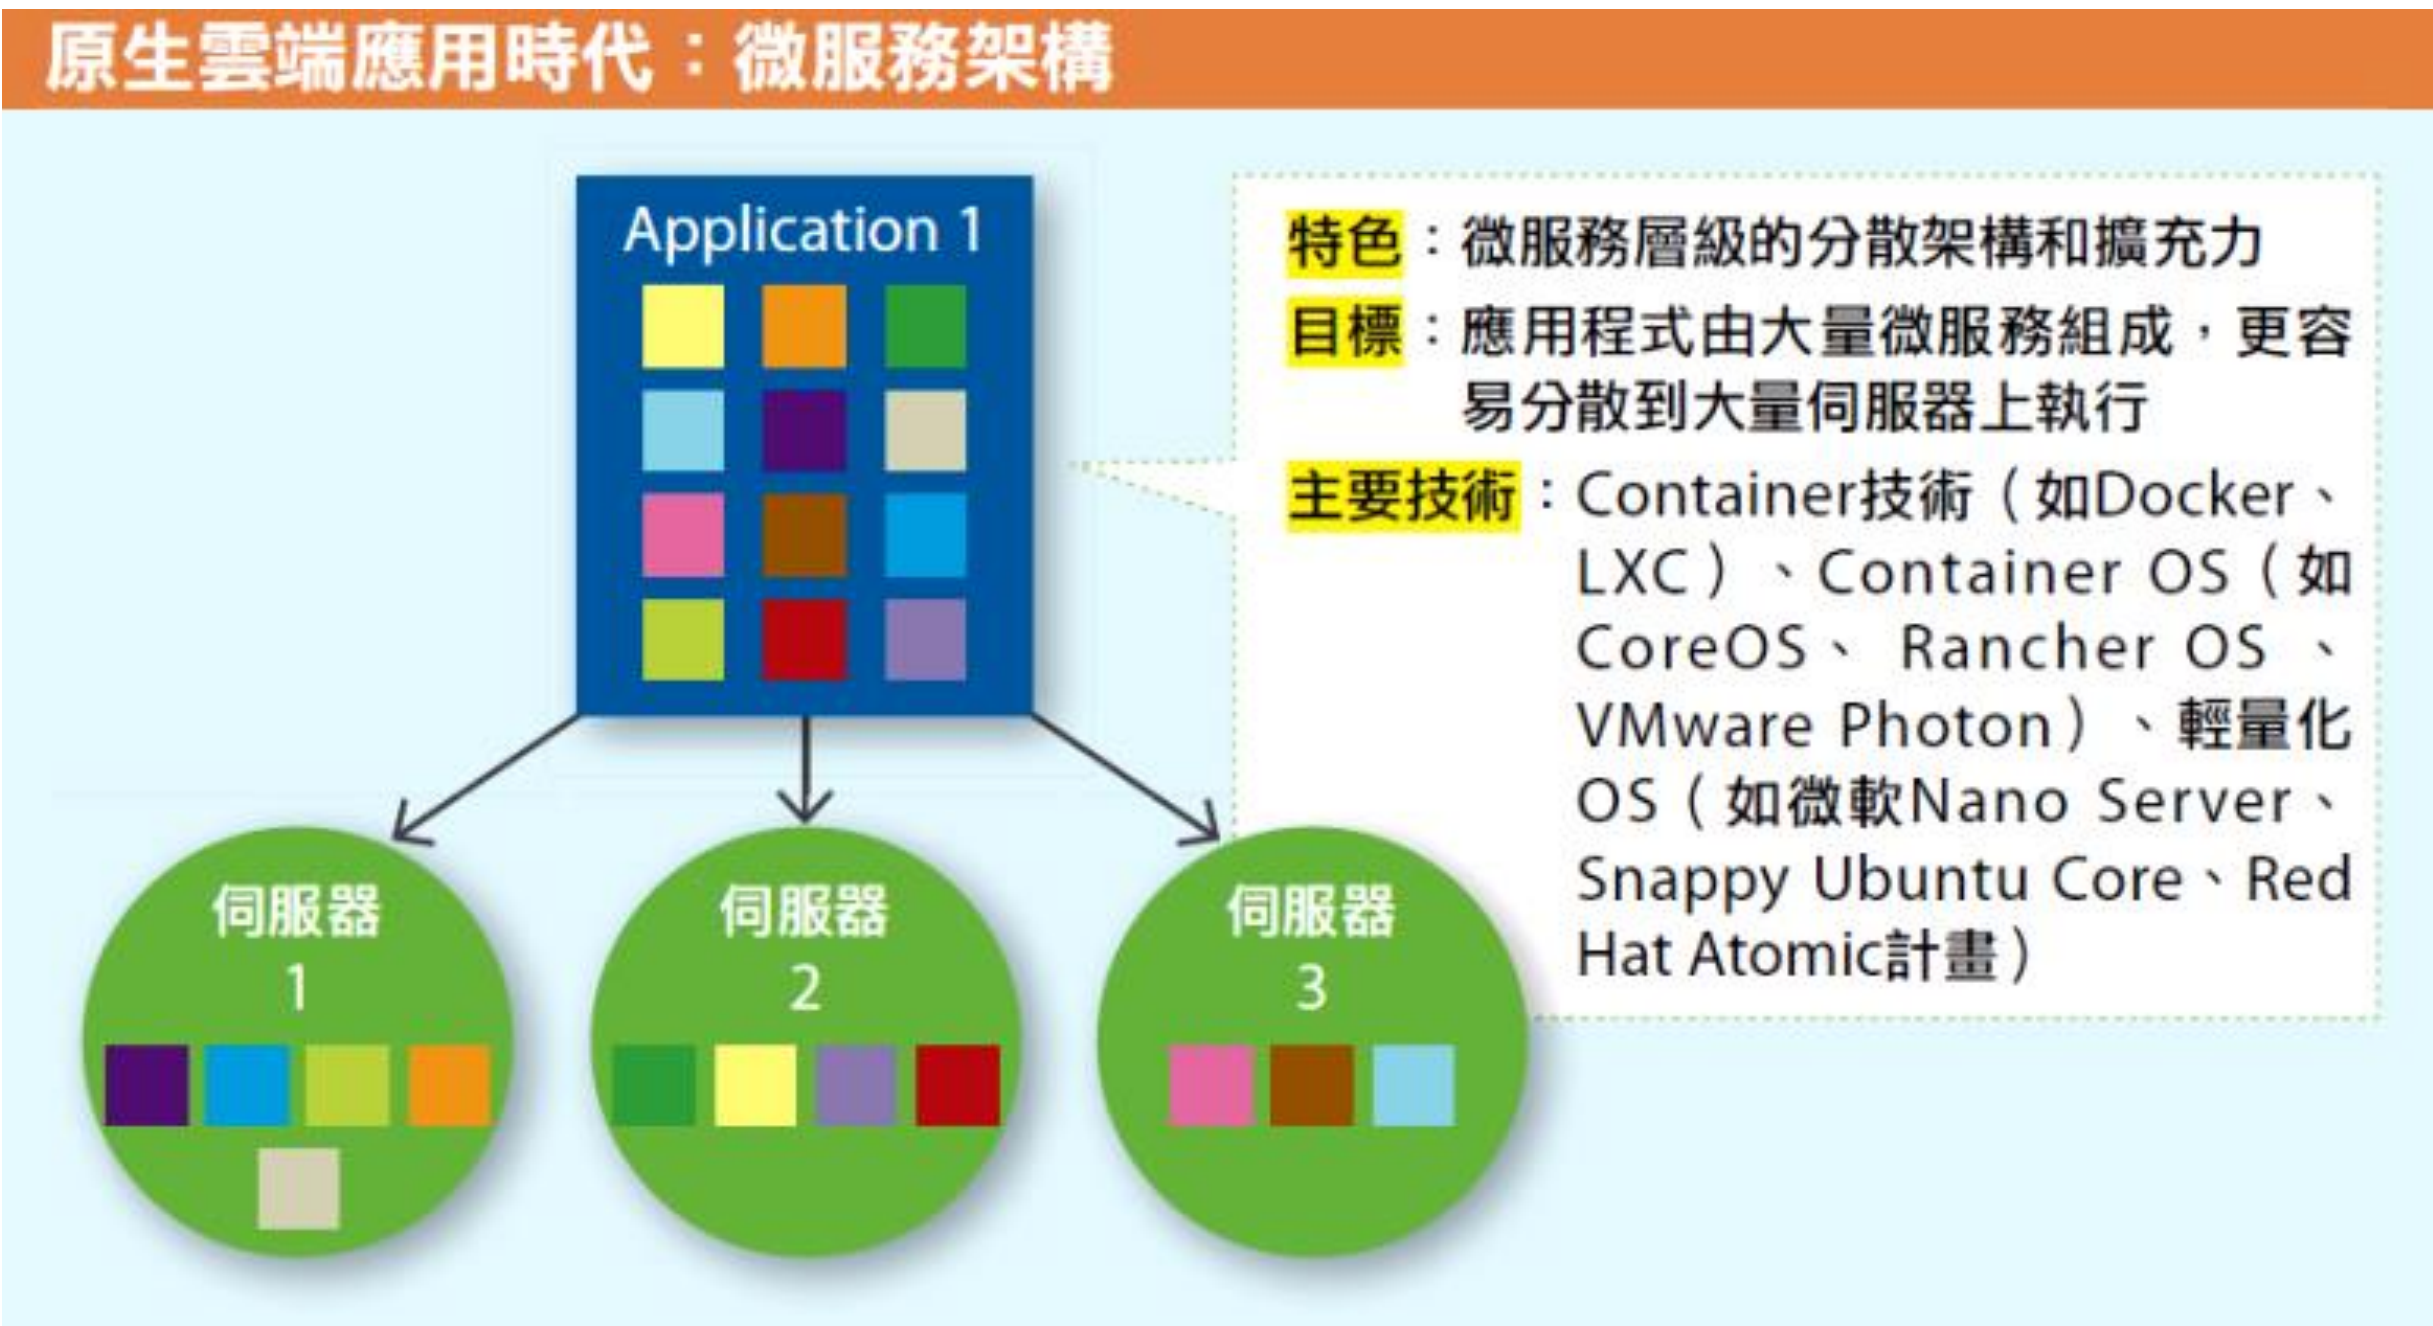 原生雲端應用時代：微服務架構
Application 1
特色：微服務層級的分散架構和擴充力
目標：應用程式由大量微服務組成，更容
易分散到大量伺服器上執行
主要技術：Container技術（如Docker、
LXC）、Container OS（如
CoreOS、 Rancher OS 、
VMware Photon）、輕量化
OS（如微軟Nano Server、
Snappy Ubuntu Core、Red
Hat Atomic計畫）
伺服器
1
伺服器
2
伺服器
3